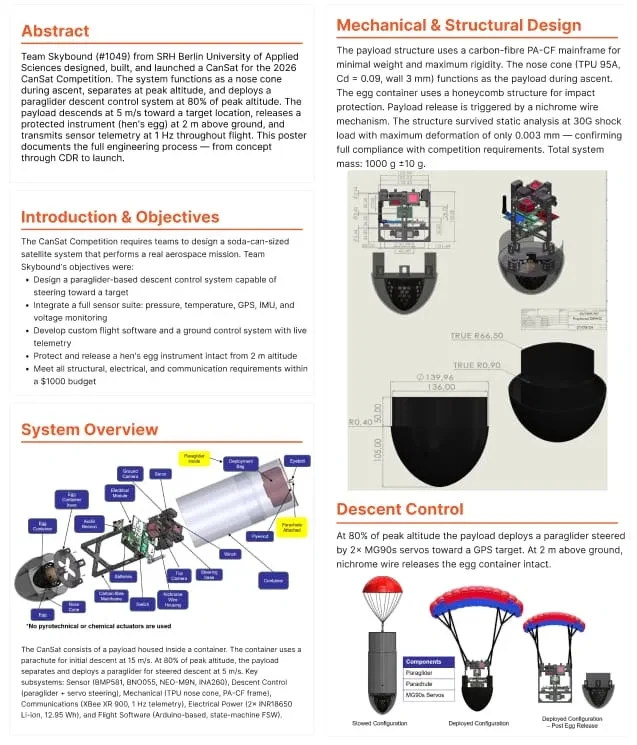 Abstract
Team Skybound (#1049) from SRH Berlin University of Applied
Sciences designed, built, and launched a CanSat for the 2026
CanSat Competition. The system functions as a nose cone
during ascent, separates at peak altitude, and deploys a
paraglider descent control system at 80% of peak altitude. The
payload descends at 5 m/s toward a target location, releases a
protected instrument (hen's egg) at 2 m above ground, and
transmits sensor telemetry at 1 Hz throughout flight. This poster
documents the full engineering process — from concept
through CDR to launch.
Introduction & Objectives
The CanSat Competition requires teams to design a soda-can-sized
satellite system that performs a real aerospace mission. Team
Skybound's objectives were:
• Design a paraglider-based descent control system capable of
steering toward a target
• Integrate a full sensor suite: pressure, temperature, GPS, IMU, and
voltage monitoring
• Develop custom flight software and a ground control system with live
telemetry
• Protect and release a hen's egg instrument intact from 2 m altitude
• Meet all structural, electrical, and communication requirements within
a $1000 budget
System Overview
Paraglider
Inside
Deployment
Bag
Eyebolt
Ground
Camera
Servo
Electrical
Module
Egg
Container
Base
Audio
Beacon
Egg
Container
Parachute
Attached
Plywood
Winch
Container
Steering
Base
Top
Camera
Batteries
Nichrome
Wire
Housing
Carbon fibre
Mainframe
Switch
Nose
Cone
Egg
*No pyrotechnical or chemical actuators are used
The CanSat consists of a payload housed inside a container. The container uses a
parachute for initial descent at 15 m/s. At 80% of peak altitude, the payload
separates and deploys a paraglider for steered descent at 5 m/s. Key
subsystems: Sensor (BMP581, BNO055, NEO-M9N, INA260), Descent Control
(paraglider + servo steering), Mechanical (TPU nose cone, PA-CF frame),
Communications (XBee XR 900, 1 Hz telemetry), Electrical Power (2× INR18650
Li-ion, 12.95 Wh), and Flight Software (Arduino-based, state-machine FSW).
Mechanical & Structural Design
The payload structure uses a carbon-fibre PA-CF mainframe for
minimal weight and maximum rigidity. The nose cone (TPU 95A,
Cd = 0.09, wall 3 mm) functions as the payload during ascent.
The egg container uses a honeycomb structure for impact
protection. Payload release is triggered by a nichrome wire
mechanism. The structure survived static analysis at 30G shock
load with maximum deformation of only 0.003 mm — confirming
full compliance with competition requirements. Total system
mass: 1000 g ±10 g.
TRUE R66,50
TRUE R0,90
∅ 139,96
136,00
R0,40
50,00
105,00
Descent Control
At 80% of peak altitude the payload deploys a paraglider steered
by 2× MG90s servos toward a GPS target. At 2 m above ground,
nichrome wire releases the egg container intact.
Components
Paraglider
Parachute
MG90s Servos
Slowed Configuration
Deployed Configuration
Deployed Configuration
– Post Egg Release